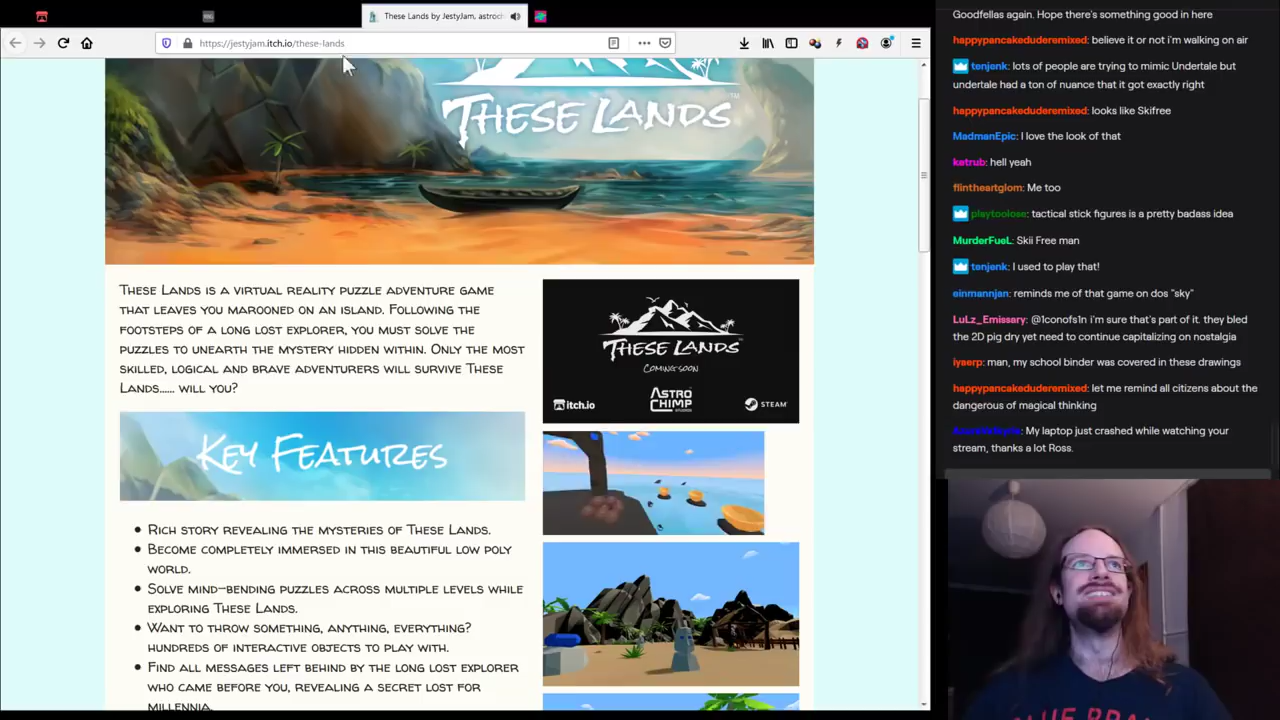 These Lands by JestyJam, astroch
https://jestyjam.itch.io/these-lands
THESE LANDS
THESE LANDS IS A VIRTUAL REALITY PUZZLE ADVENTURE GAME
THAT LEAVES YOU MAROONED ON AN ISLAND. FOLLOWING THE
FOOTSTEPS OF A LONG LOST EXPLORER, YOU MUST SOLVE THE
PUZZLES TO UNEARTH THE MYSTERY HIDDEN WITHIN. ONLY THE MOST
SKILLED, LOGICAL AND BRAVE ADVENTURERS WILL SURVIVE THESE
LANDS...... WILL YOU?
KEY FEATURES
• RICH STORY REVEALING THE MYSTERIES OF THESE LANDS.
• BECOME COMPLETELY IMMERSED IN THIS BEAUTIFUL LOW POLY
WORLD.
• SOLVE MIND-BENDING PUZZLES ACROSS MULTIPLE LEVELS WHILE
EXPLORING THESE LANDS.
• WANT TO THROW SOMETHING, ANYTHING, EVERYTHING?
HUNDREDS OF INTERACTIVE OBJECTS TO PLAY WITH.
• FIND ALL MESSAGES LEFT BEHIND BY THE LONG LOST EXPLORER
WHO CAME BEFORE YOU, REVEALING A SECRET LOST FOR
MILLENNIA.
THESE LANDS
COMING SOON
itch.io
ASTRO
CHIMP
STUDIOS
STEAM
Goodfellas again. Hope there's something good in here
happypancakeduderemixed: believe it or not i'm walking on air
tenjenk: lots of people are trying to mimic Undertale but
undertale had a ton of nuance that it got exactly right
happypancakeduderemixed: looks like Skifree
MadmanEpic: I love the look of that
katrub: hell yeah
flintheartglom: Me too
playtoolose: tactical stick figures is a pretty badass idea
MurderFueL: Skii Free man
tenjenk: I used to play that!
einmannjan: reminds me of that game on dos "sky"
LuLz_Emissary: @1conofs1n i'm sure that's part of it. they bled
the 2D pig dry yet need to continue capitalizing on nostalgia
iyaerp: man, my school binder was covered in these drawings
happypancakeduderemixed: let me remind all citizens about the
dangerous of magical thinking
: My laptop just crashed while watching your
stream, thanks a lot Ross.